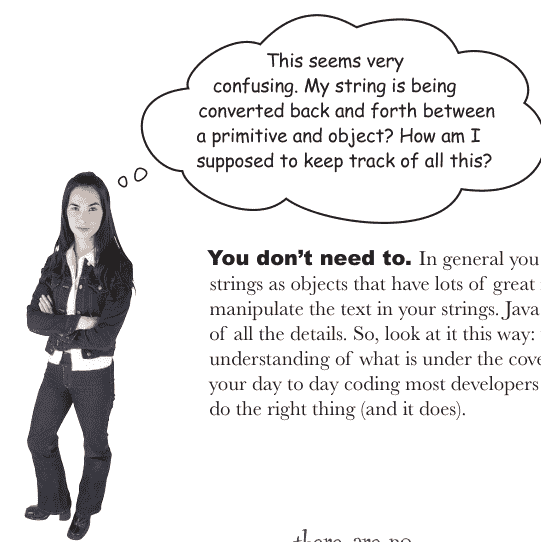 This seems very
confusing. My string is being
converted back and forth between
a primitive and object? How am I
supposed to keep track of all this?
You don't need to. In general you
strings as objects that have lots of great
manipulate the text in your strings. Java
of all the details. So, look at it this way:
understanding of what is under the cove
your day to day coding most developers
do the right thing (and it does).
there are no